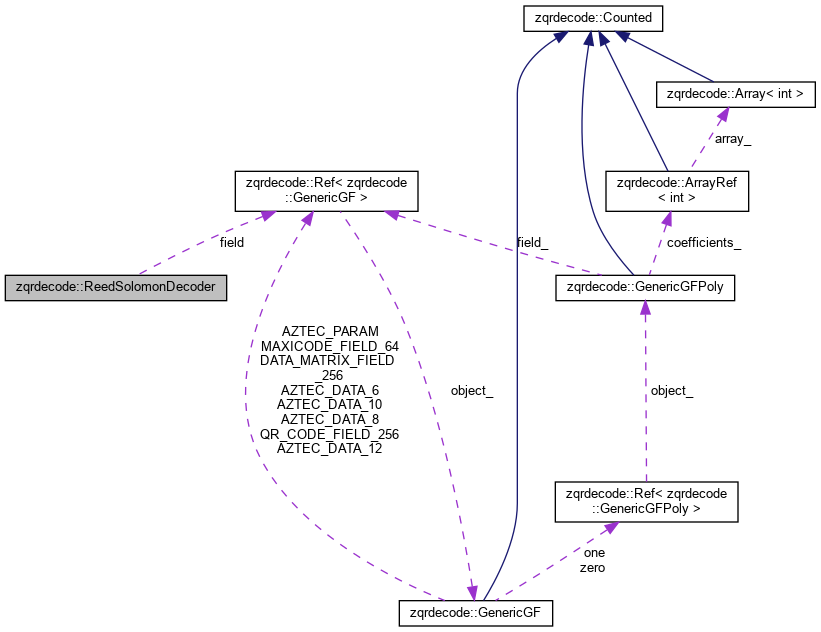 zqrdecode::Counted
zqrdecode::Array< int >
array_
zqrdecode::Ref< zqrdecode
::GenericGF >
zqrdecode::ArrayRef
< int >
field
field_
coefficients_
zqrdecode::ReedSolomonDecoder
zqrdecode::GenericGFPoly
AZTEC_PARAM
MAXICODE_FIELD_64
DATA_MATRIX_FIELD
_256
AZTEC_DATA_6
AZTEC_DATA_10
AZTEC_DATA_8
QR_CODE_FIELD_256
AZTEC_DATA_12
object_
object_
zqrdecode::Ref< zqrdecode
::GenericGFPoly >
one
zero
zqrdecode::GenericGF